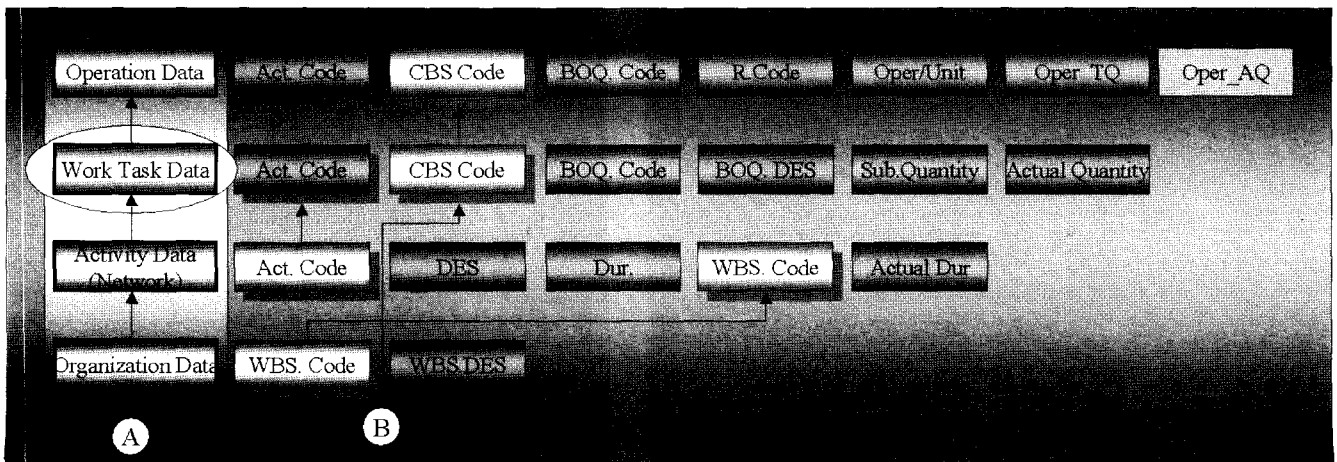 Operation Data
Act. Code
CBS Code
BOQ. Code
R.Code
Oper/Unit
Oper_TQ
Oper_AQ
Work Task Data
Act. Code
CBS Code
BOQ. Code
BOQ. DES
Sub.Quantity
Actual Quantity
Activity Data
(Network)
Act. Code
DES
Dur.
WBS. Code
Actual Dur
Organization Data
WBS. Code
WBS.DES
A
B